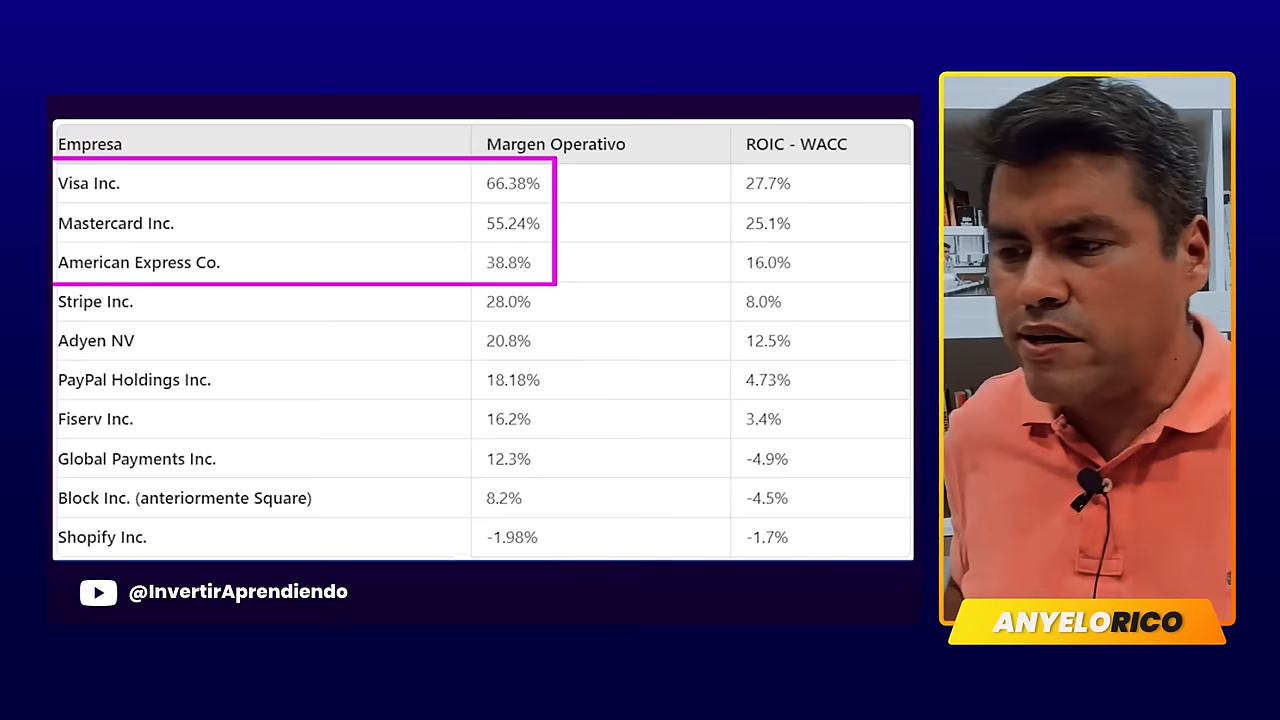 Empresa Margen Operativo ROIC - WACC
Visa Inc. 66.38% 27.7%
Mastercard Inc. 55.24% 25.1%
American Express Co. 38.8% 16.0%
Stripe Inc. 28.0% 8.0%
Adyen NV 20.8% 12.5%
PayPal Holdings Inc. 18.18% 4.73%
Fiserv Inc. 16.2% 3.4%
Global Payments Inc. 12.3% -4.9%
Block Inc. (anteriormente Square) 8.2% -4.5%
Shopify Inc. -1.98% -1.7%
@InvertirAprendiendo
ANYELORICO